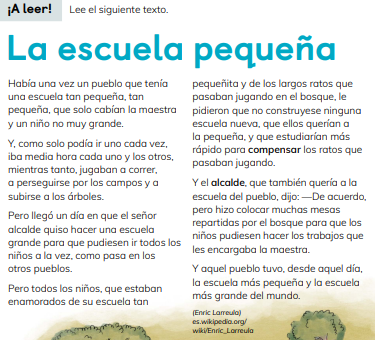 ¡A leer!
Lee el siguiente texto.
La escuela pequeña
Había una vez un pueblo que tenía
una escuela tan pequeña, tan
pequeña, que solo cabían la maestra
y un niño no muy grande.
Y, como solo podía ir uno cada vez,
iba media hora cada uno y los otros,
mientras tanto, jugaban a correr,
a perseguirse por los campos y a
subirse a los árboles.
Pero llegó un día en que el señor
alcalde quiso hacer una escuela
grande para que pudiesen ir todos los
niños a la vez, como pasa en los
otros pueblos.
Pero todos los niños, que estaban
enamorados de su escuela tan
pequeñita y de los largos ratos que
pasaban jugando en el bosque, le
pidieron que no construyese ninguna
escuela nueva, que ellos querían a
la pequeña, y que estudiarían más
rápido para compensar los ratos que
pasaban jugando.
Y el alcalde, que también quería a la
escuela del pueblo, dijo: —De acuerdo,
pero hizo colocar muchas mesas
repartidas por el bosque para que los
niños pudiesen hacer los trabajos que
les encargaba la maestra.
Y aquel pueblo tuvo, desde aquel día,
la escuela más pequeña y la escuela
más grande del mundo.
(Enric Larreula)
es.wikipedia.org/
wiki/Enric_Larreula